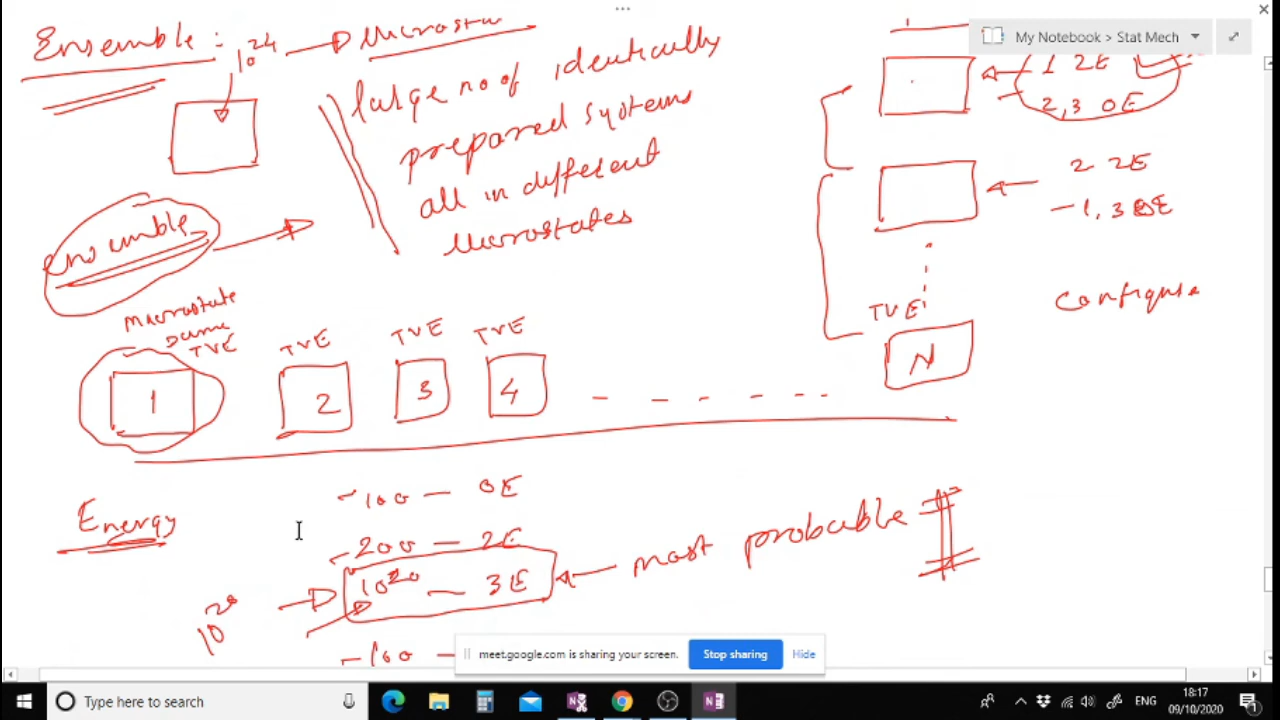 Ensemble :
10^24
large no of identically
prepared systems
all in different
Microstates
ensemble
Macrostate
same
TVE
TVE
TVE
TVE
1
2
3
4
My Notebook > Stat Mech
1 2E
2,3 0E
2 2E
1,3 0E
TVE
N
Energy
100 — 0E
200 — 2E
10^20 — 3E
most probable
10^20
100
meet.google.com is sharing your screen.
Stop sharing
Hide
Type here to search
ENG
18:17
09/10/2020